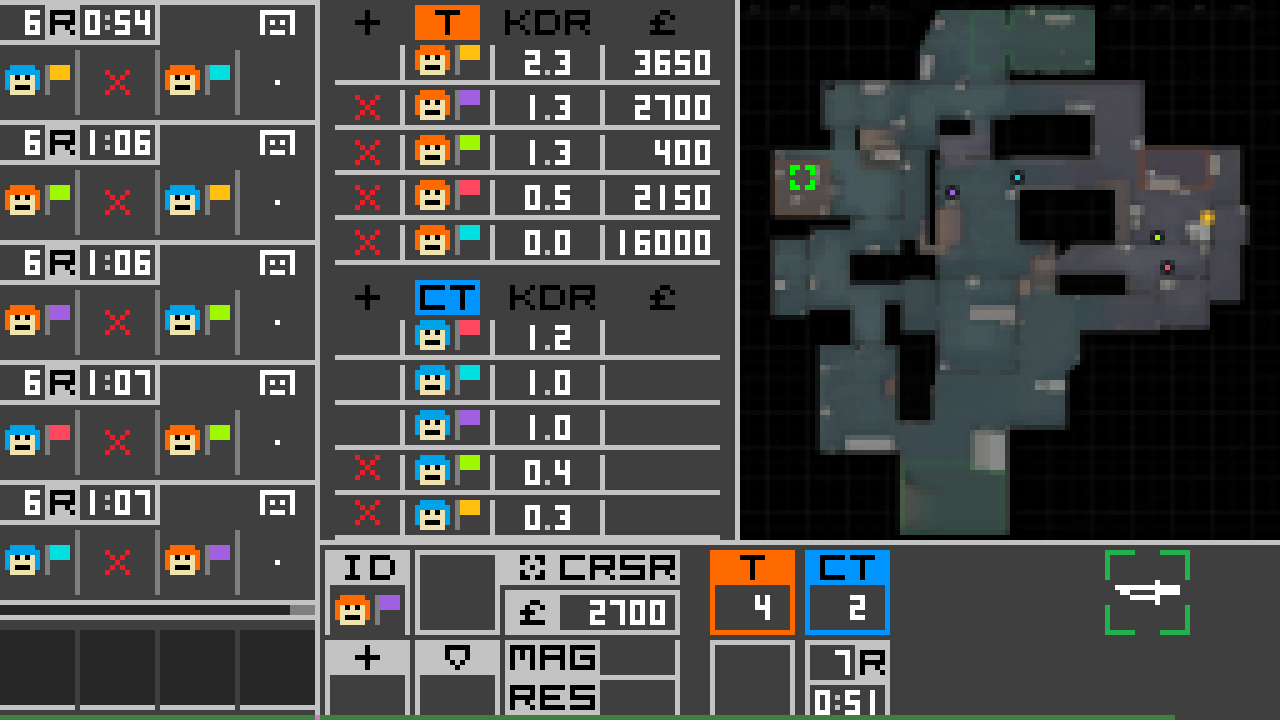 6R 0:54
6R 1:06
6R 1:06
6R 1:07
6R 1:07
+ T KDR £
2.3 3650
1.3 2700
1.3 400
0.5 2150
0.0 16000
+ CT KDR £
1.2
1.0
1.0
0.4
0.3
ID CRSR
£ 2700
+ MAG
RES
T CT
4 2
7R
0:51